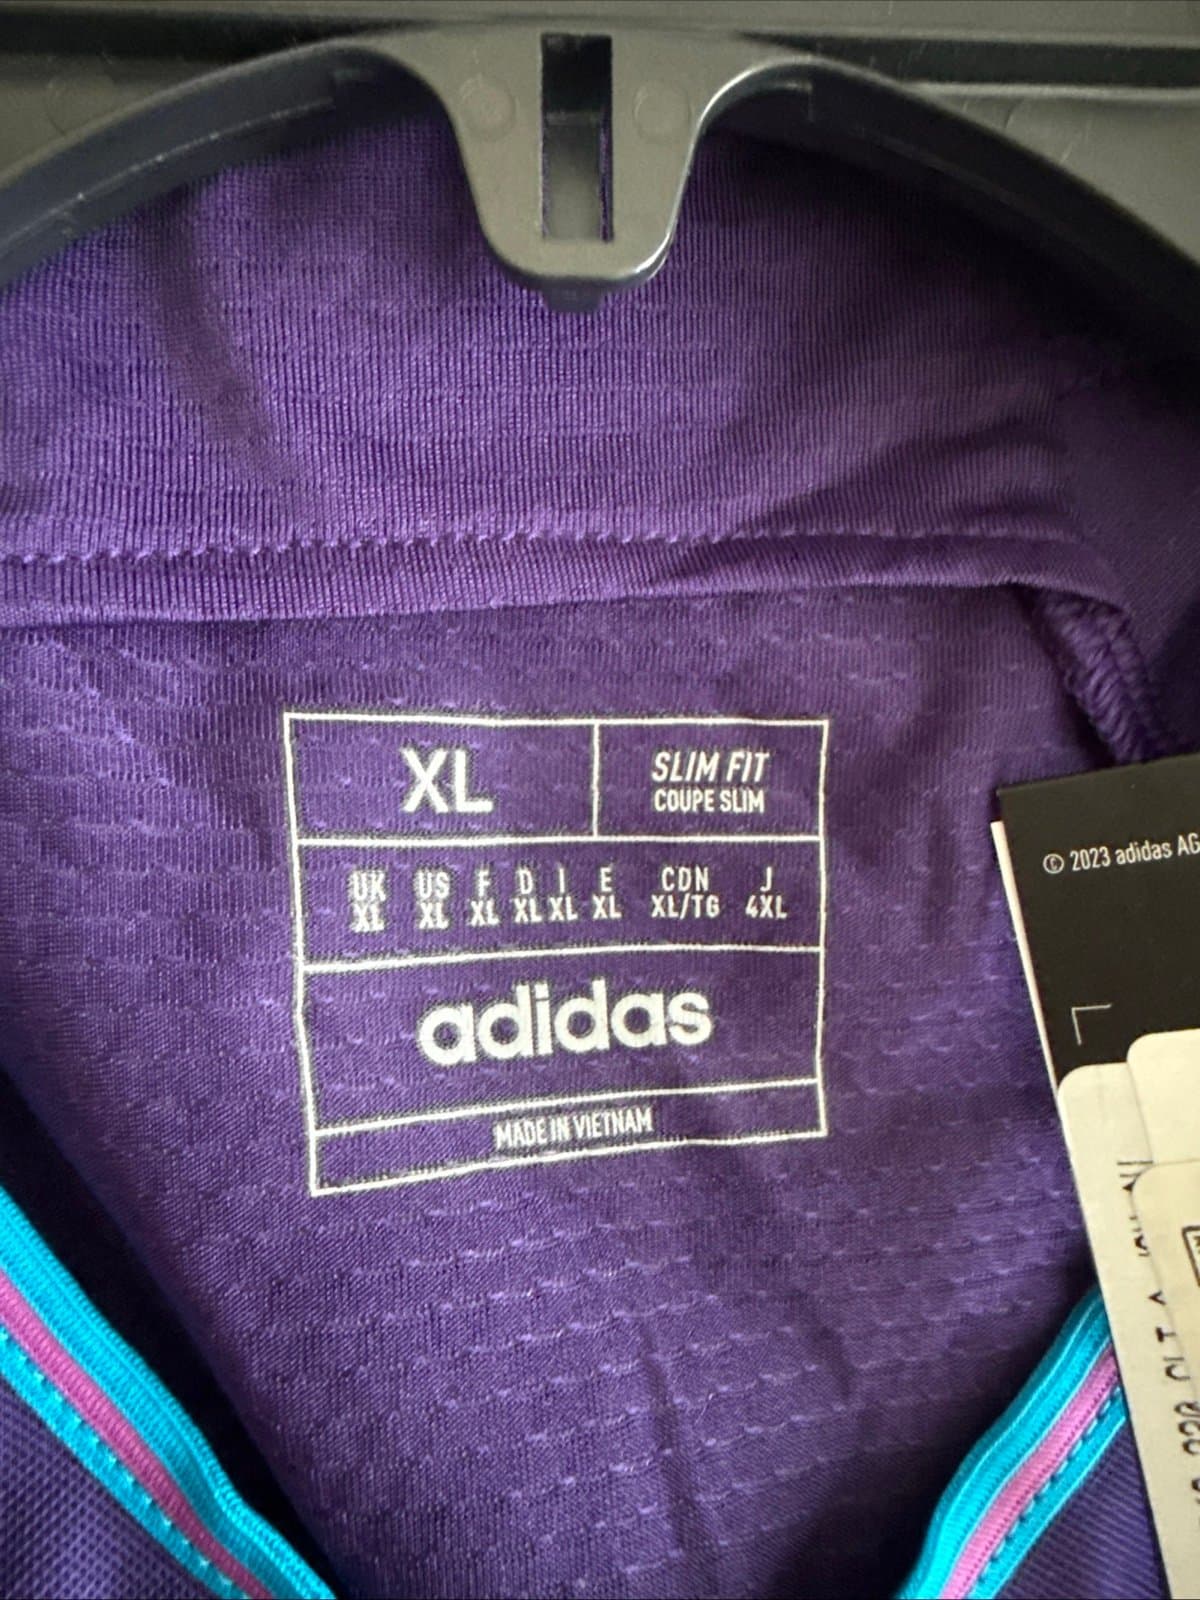 XL
SLIM FIT
COUPE SLIM
UK US F D I E CDN J
XL XL XL XL XL XL XL/TG 4XL
adidas
MADE IN VIETNAM
© 2023 adidas AG